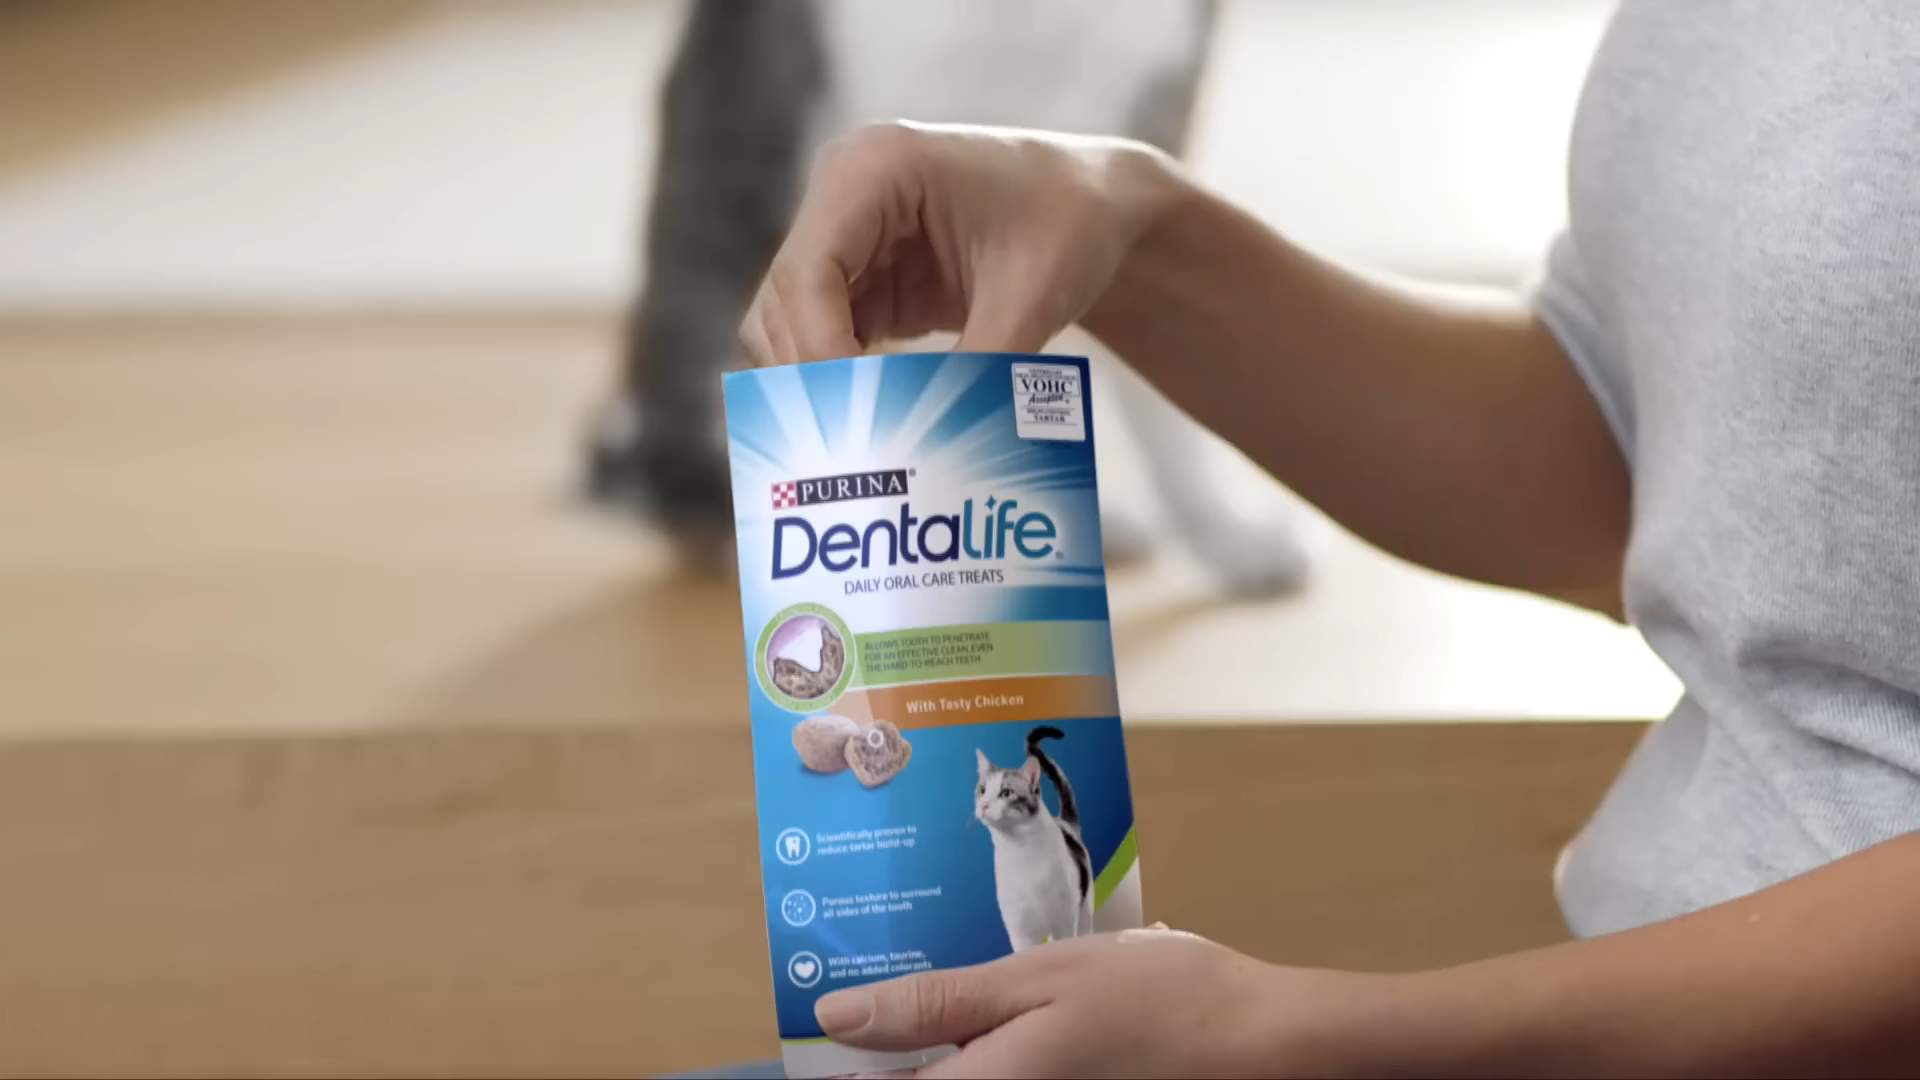 VOHC
Accepted
TARTAR
PURINA®
Dentalife®
DAILY ORAL CARE TREATS
ALLOWS TOOTH TO PENETRATE
FOR AN EFFECTIVE CLEAN, EVEN
THE HARD-TO-REACH TEETH
With Tasty Chicken
Scientifically proven to
reduce tartar build-up
Porous texture to surround
all sides of the tooth
With calcium, taurine,
and no added colorants